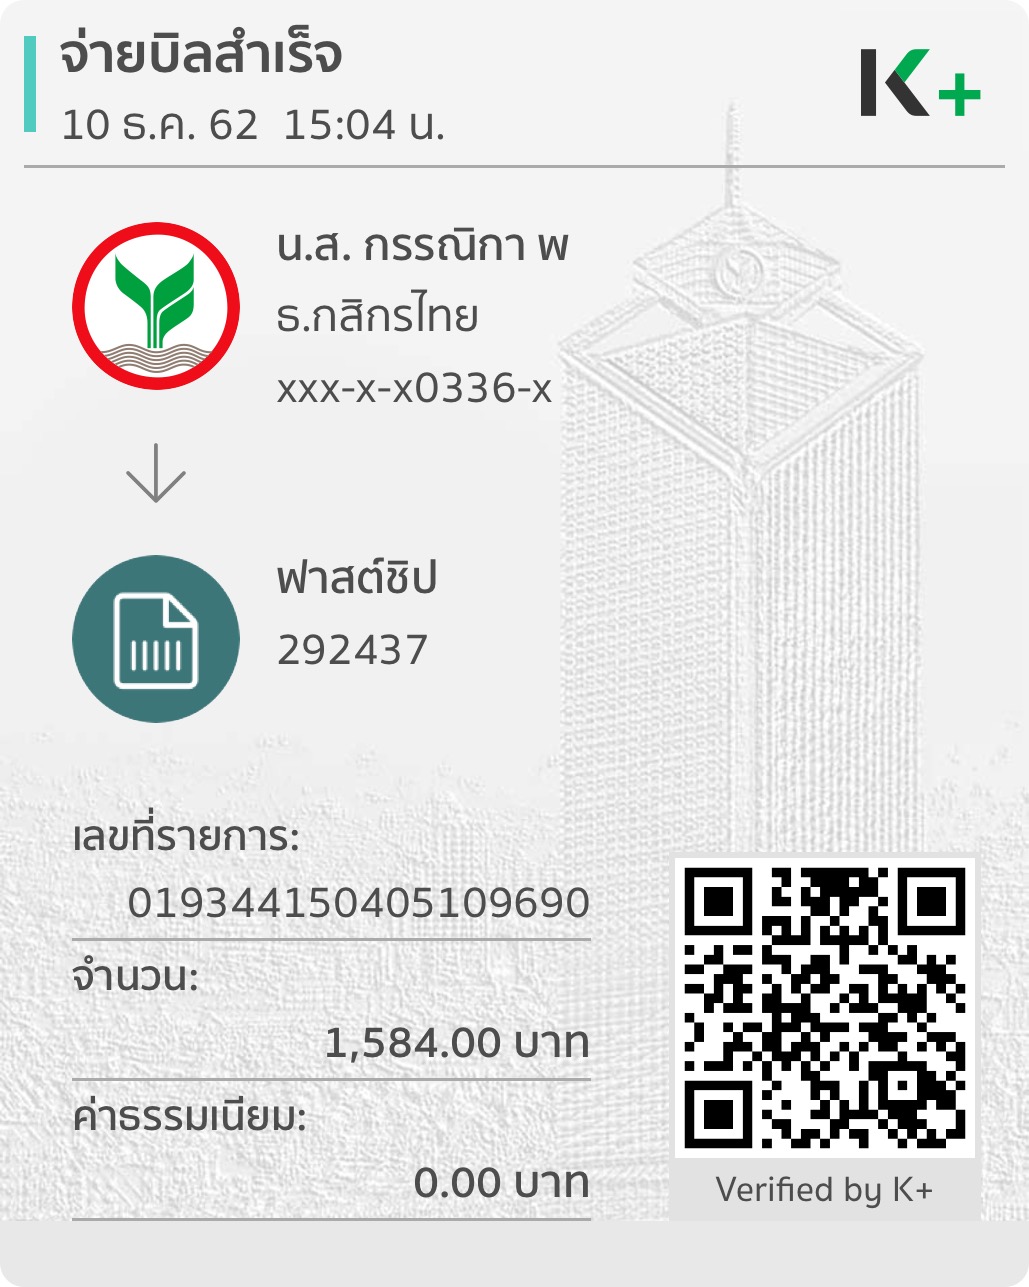 จ่ายบิลสำเร็จ
10 ธ.ค. 62  15:04 น.
K+
น.ส. กรรณิกา พ
ธ.กสิกรไทย
xxx-x-x0336-x
ฟาสต์ชิป
292437
เลขที่รายการ:
019344150405109690
จำนวน:
1,584.00 บาท
ค่าธรรมเนียม:
0.00 บาท
Verified by K+